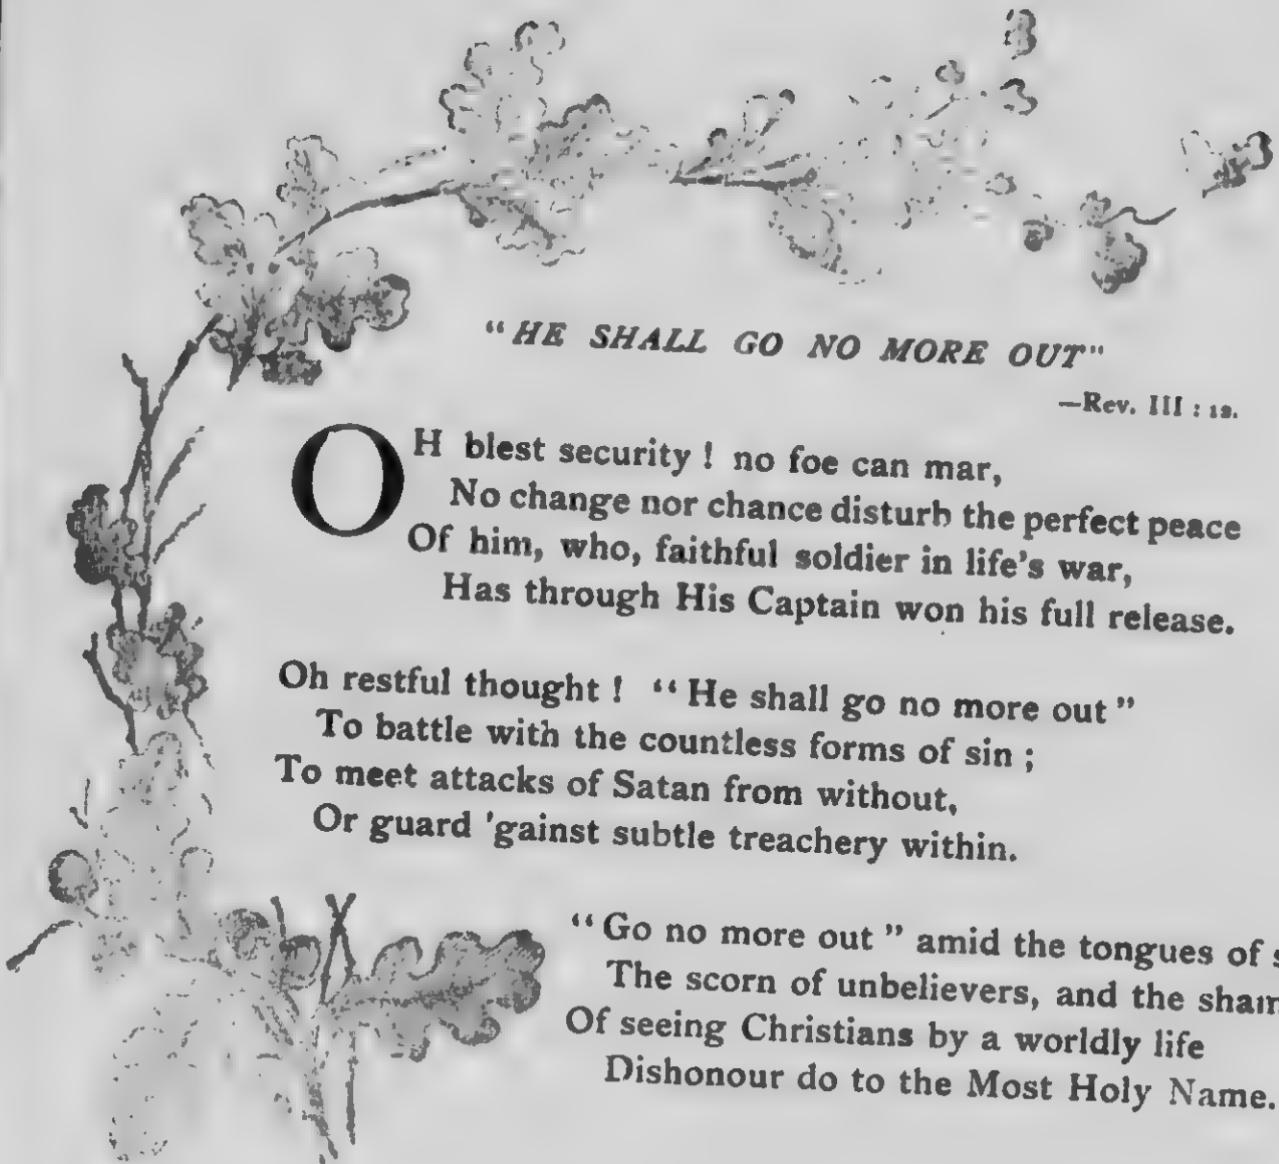 “HE SHALL GO NO MORE OUT”
—Rev. III : 12.
OH blest security ! no foe can mar,
No change nor chance disturb the perfect peace
Of him, who, faithful soldier in life’s war,
Has through His Captain won his full release.
Oh restful thought ! “ He shall go no more out ”
To battle with the countless forms of sin ;
To meet attacks of Satan from without,
Or guard ’gainst subtle treachery within.
“ Go no more out ” amid the tongues of
The scorn of unbelievers, and the
Of seeing Christians by a worldly life
Dishonour do to the Most Holy Name.